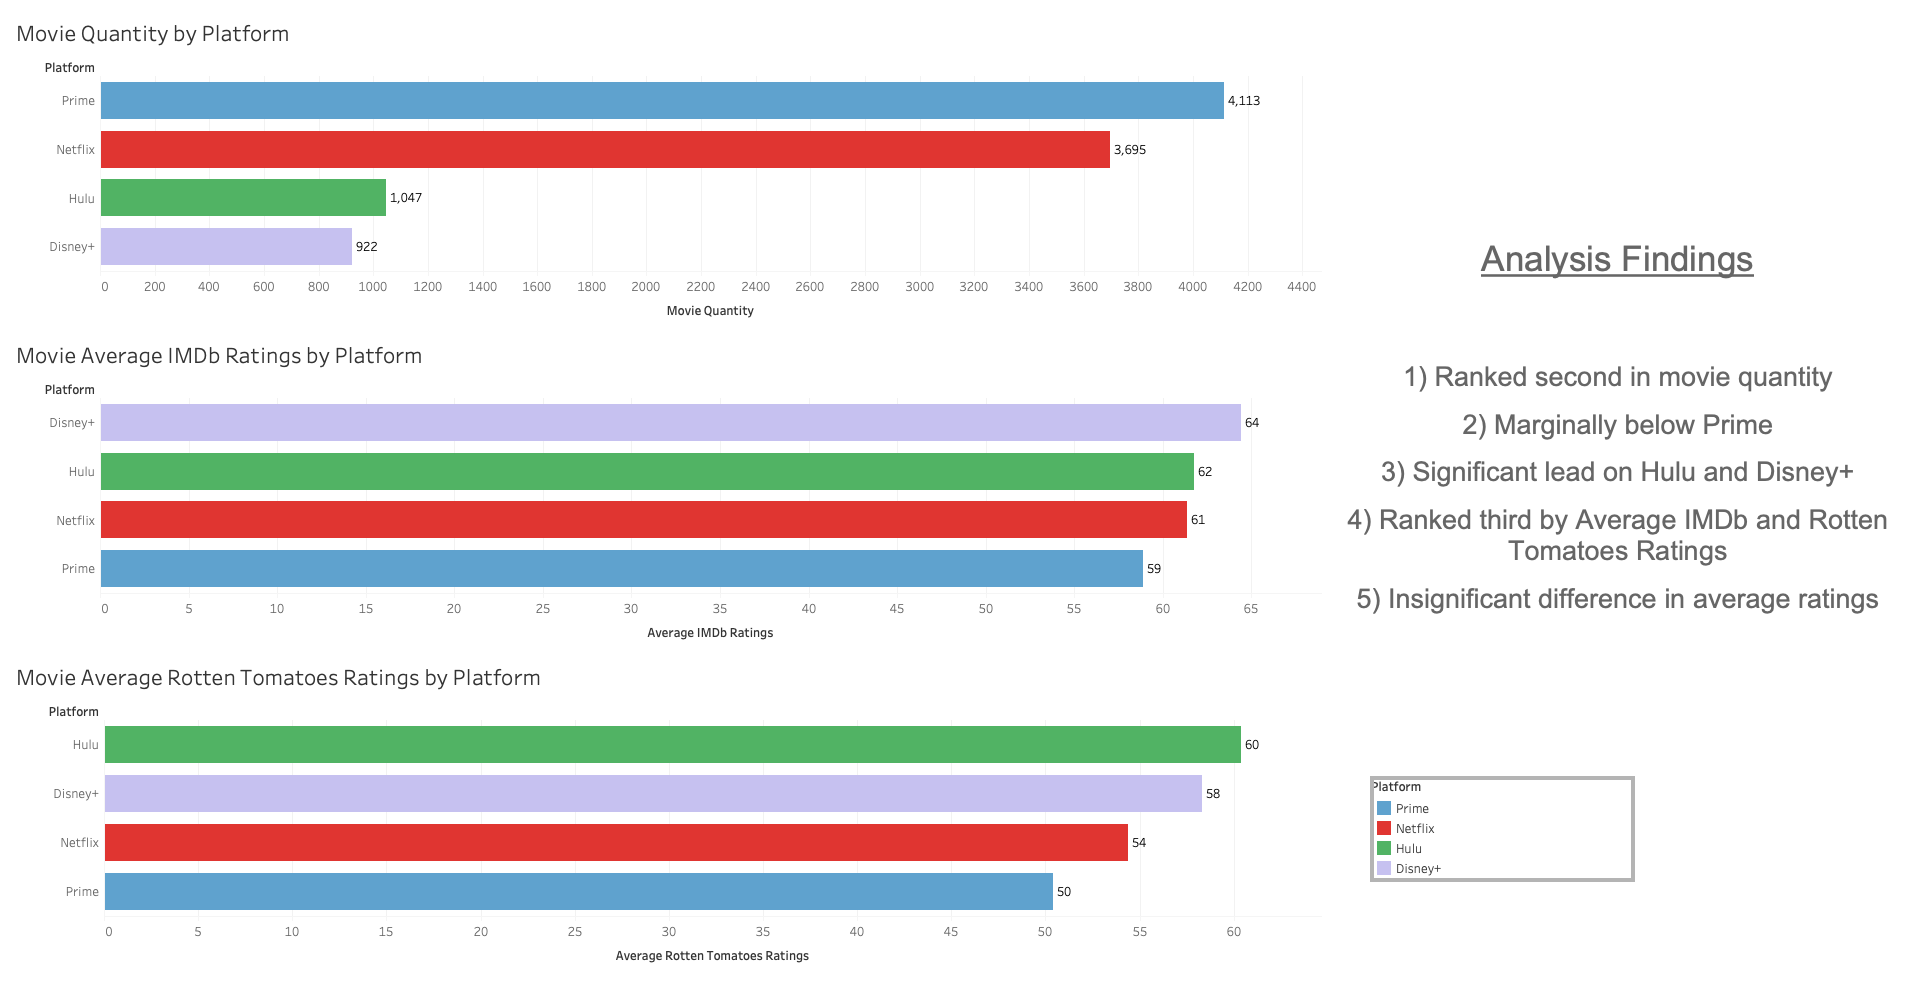 Movie Quantity by Platform
Platform
Prime
4,113
Netflix
3,695
Hulu
1,047
Disney+
922
0 200 400 600 800 1000 1200 1400 1600 1800 2000 2200 2400 2600 2800 3000 3200 3400 3600 3800 4000 4200 4400
Movie Quantity
Movie Average IMDb Ratings by Platform
Platform
Disney+
64
Hulu
62
Netflix
61
Prime
59
0 5 10 15 20 25 30 35 40 45 50 55 60 65
Average IMDb Ratings
Movie Average Rotten Tomatoes Ratings by Platform
Platform
Hulu
60
Disney+
58
Netflix
54
Prime
50
0 5 10 15 20 25 30 35 40 45 50 55 60
Average Rotten Tomatoes Ratings
Analysis Findings
1) Ranked second in movie quantity
2) Marginally below Prime
3) Significant lead on Hulu and Disney+
4) Ranked third by Average IMDb and Rotten
Tomatoes Ratings
5) Insignificant difference in average ratings
Platform
Prime
Netflix
Hulu
Disney+